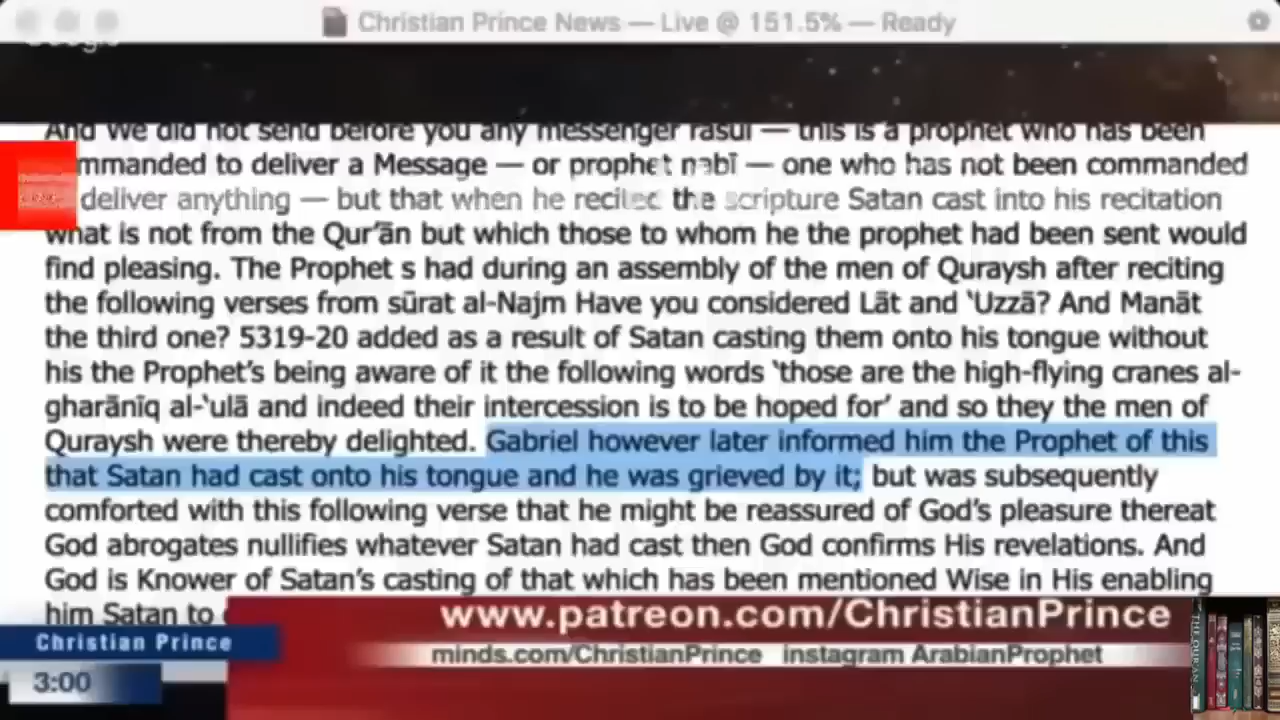 Christian Prince News — Live @ 151.5% — Ready
Google
And We did not send before you any messenger rasūl — this is a prophet who has been
mmanded to deliver a Message — or prophet nabī — one who has not been commanded
deliver anything — but that when he recited the scripture Satan cast into his recitation
what is not from the Qur’ān but which those to whom he the prophet had been sent would
find pleasing. The Prophet s had during an assembly of the men of Quraysh after reciting
the following verses from sūrat al-Najm Have you considered Lāt and ‘Uzzā? And Manāt
the third one? 5319-20 added as a result of Satan casting them onto his tongue without
his the Prophet’s being aware of it the following words ‘those are the high-flying cranes al-
gharānīq al-‘ulā and indeed their intercession is to be hoped for’ and so they the men of
Quraysh were thereby delighted. Gabriel however later informed him the Prophet of this
that Satan had cast onto his tongue and he was grieved by it; but was subsequently
comforted with this following verse that he might be reassured of God’s pleasure thereat
God abrogates nullifies whatever Satan had cast then God confirms His revelations. And
God is Knower of Satan’s casting of that which has been mentioned Wise in His enabling
him Satan to
www.patreon.com/ChristianPrince
Christian Prince
minds.com/ChristianPrince instagram ArabianProphet
3:00
THE QURAN